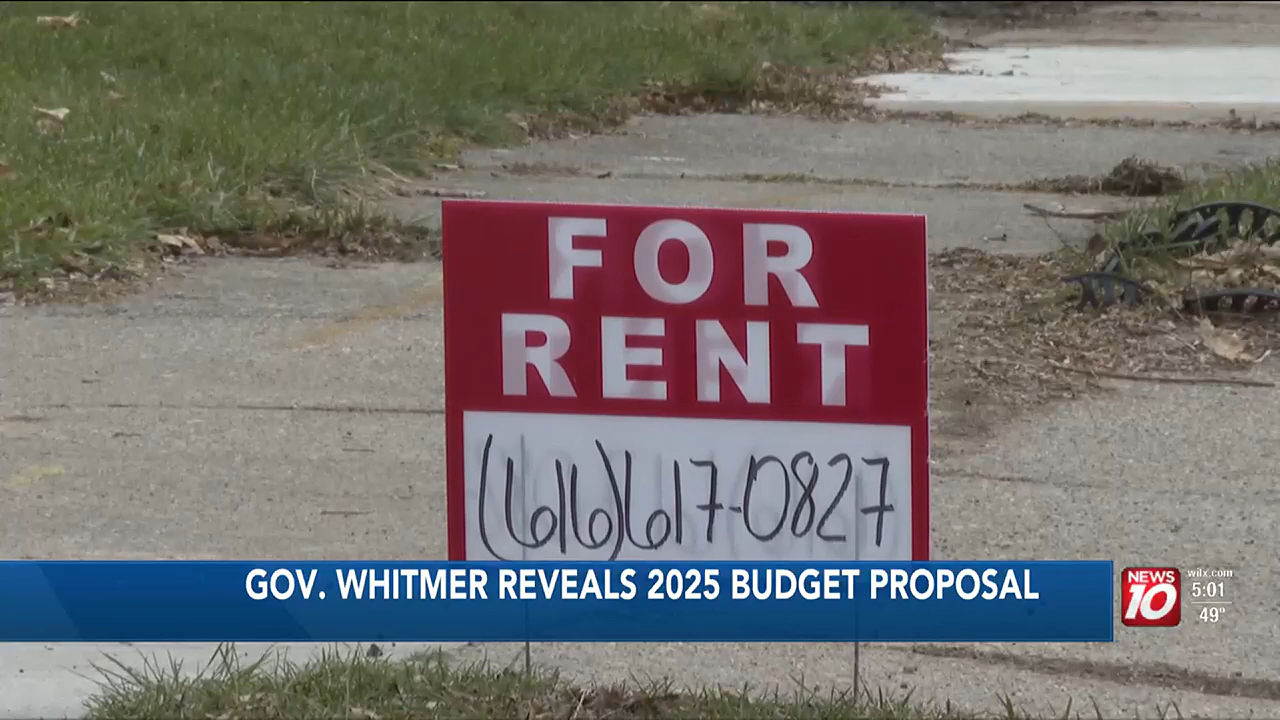 FOR
RENT
(616)617-0827
GOV. WHITMER REVEALS 2025 BUDGET PROPOSAL
NEWS
10
wilx.com
5:01
49°